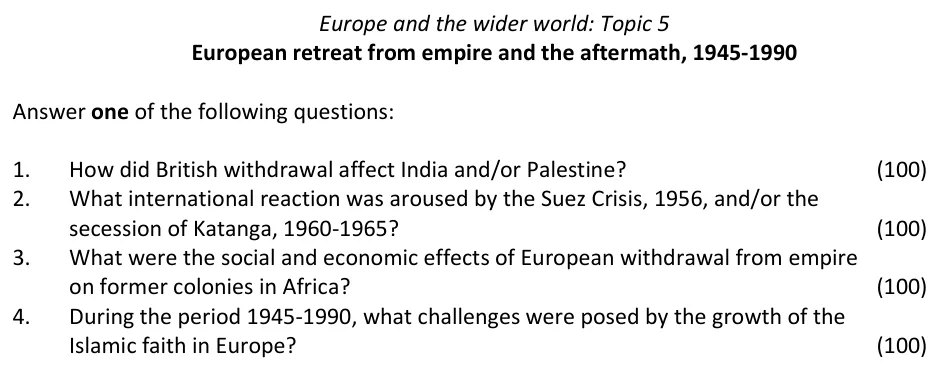 Europe and the wider world: Topic 5
European retreat from empire and the aftermath, 1945-1990
Answer one of the following questions:
1. How did British withdrawal affect India and/or Palestine? (100)
2. What international reaction was aroused by the Suez Crisis, 1956, and/or the
secession of Katanga, 1960-1965? (100)
3. What were the social and economic effects of European withdrawal from empire
on former colonies in Africa? (100)
4. During the period 1945-1990, what challenges were posed by the growth of the
Islamic faith in Europe? (100)